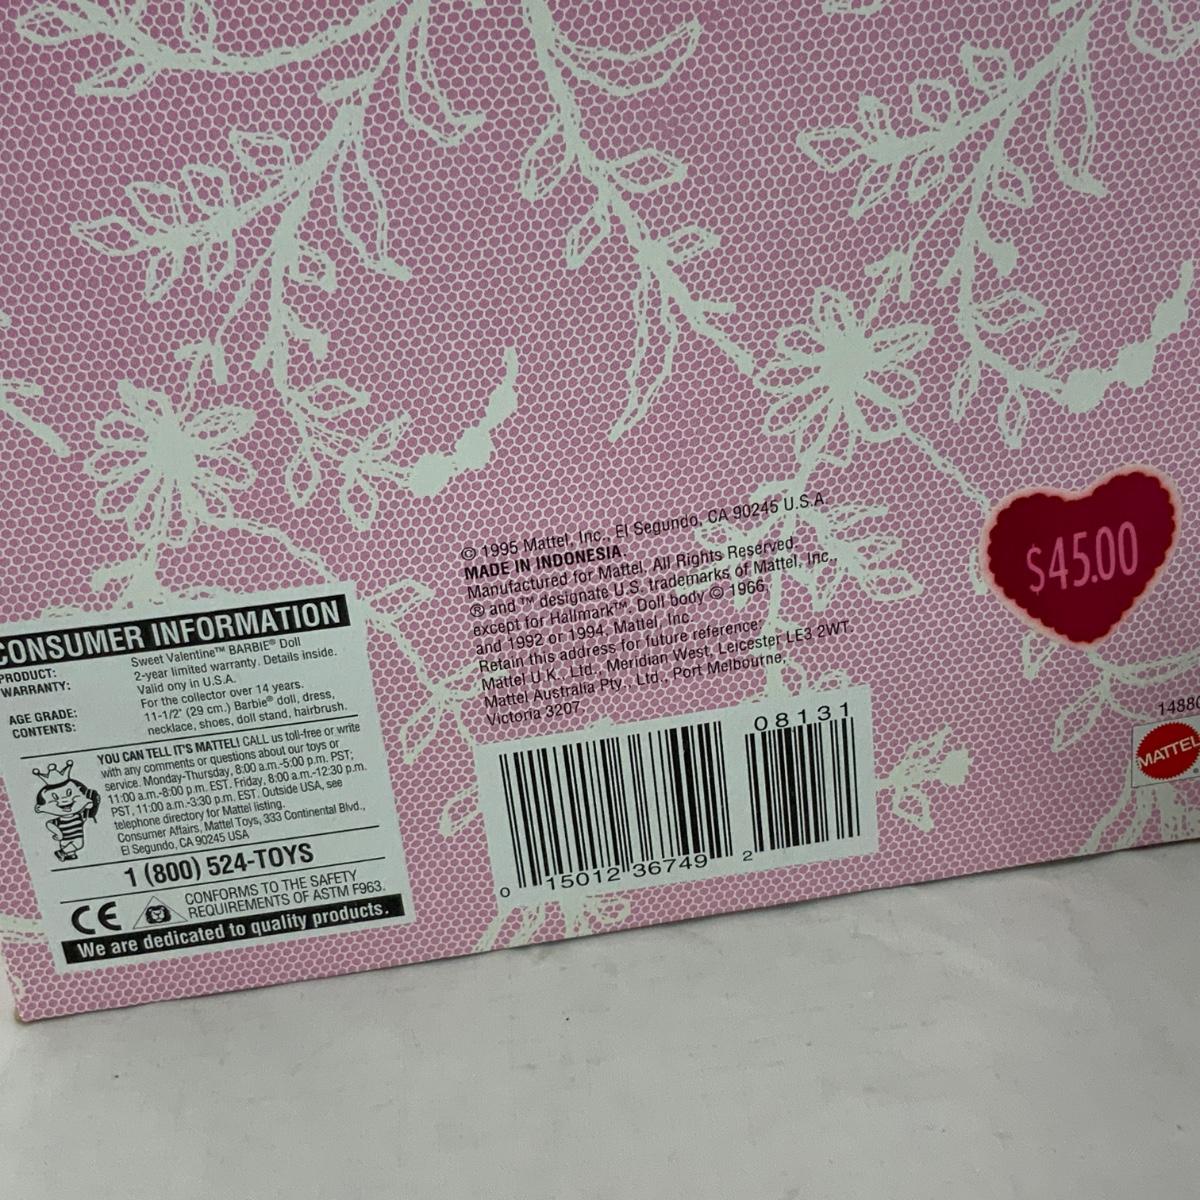 CONSUMER INFORMATION
PRODUCT: Sweet Valentine™ BARBIE® Doll
WARRANTY: 2-year limited warranty. Details inside.
Valid ony in U.S.A.
AGE GRADE: For the collector over 14 years.
CONTENTS: 11-1/2" (29 cm.) Barbie® doll, dress,
necklace, shoes, doll stand, hairbrush.
YOU CAN TELL IT'S MATTEL! CALL us toll-free or write
with any comments or questions about our toys or
service. Monday-Thursday, 8:00 a.m.-5:00 p.m. PST;
11:00 a.m.-8:00 p.m. EST. Friday, 8:00 a.m.-12:30 p.m.
PST, 11:00 a.m.-3:30 p.m. EST. Outside USA, see
telephone directory for Mattel listing.
Consumer Affairs, Mattel Toys, 333 Continental Blvd.,
El Segundo, CA 90245 USA
1 (800) 524-TOYS
CE
CONFORMS TO THE SAFETY
REQUIREMENTS OF ASTM F963.
We are dedicated to quality products.
© 1995 Mattel, Inc., El Segundo, CA 90245 U.S.A.
MADE IN INDONESIA.
Manufactured for Mattel. All Rights Reserved.
® and ™ designate U.S. trademarks of Mattel, Inc.,
except for Hallmark™. Doll body © 1966,
and 1992 or 1994, Mattel, Inc.
Retain this address for future reference:
Mattel U.K., Ltd., Meridian West, Leicester LE3 2WT.
Mattel Australia Pty., Ltd., Port Melbourne,
Victoria 3207.
08131
0 15012 36749 2
$45.00
14880
MATTEL